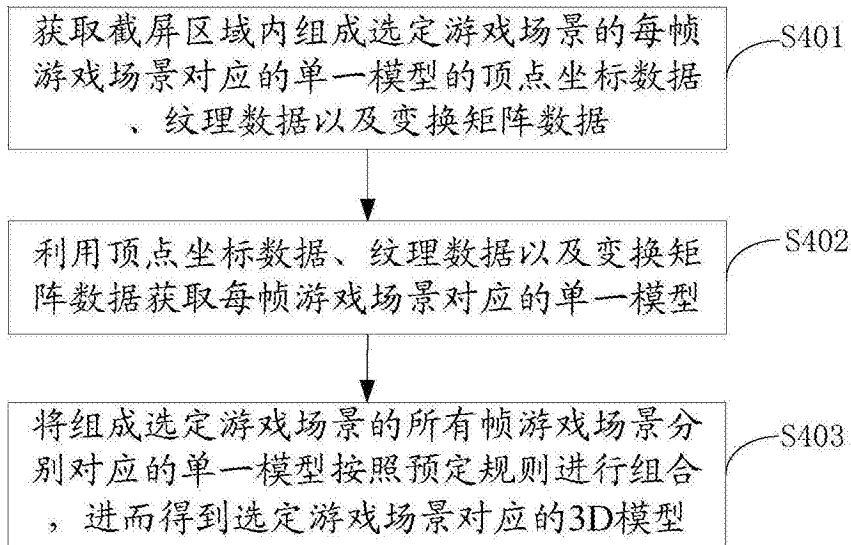 获取截屏区域内组成选定游戏场景的每帧
游戏场景对应的单一模型的顶点坐标数据
、纹理数据以及变换矩阵数据
S401
利用顶点坐标数据、纹理数据以及变换矩
阵数据获取每帧游戏场景对应的单一模型
S402
将组成选定游戏场景的所有帧游戏场景分
别对应的单一模型按照预定规则进行组合
，进而得到选定游戏场景对应的3D模型
S403